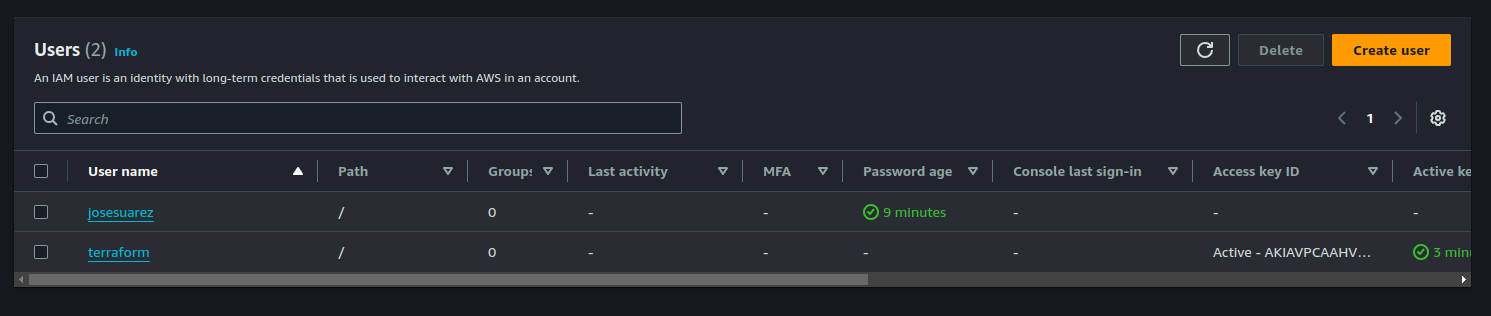 Users (2) Info
Delete
Create user
An IAM user is an identity with long-term credentials that is used to interact with AWS in an account.
Search
1
User name Path Groups Last activity MFA Password age Console last sign-in Access key ID Active ke
josesuarez / 0 - - 9 minutes - - -
terraform / 0 - - - - Active - AKIAVPCAAHV... 3 min